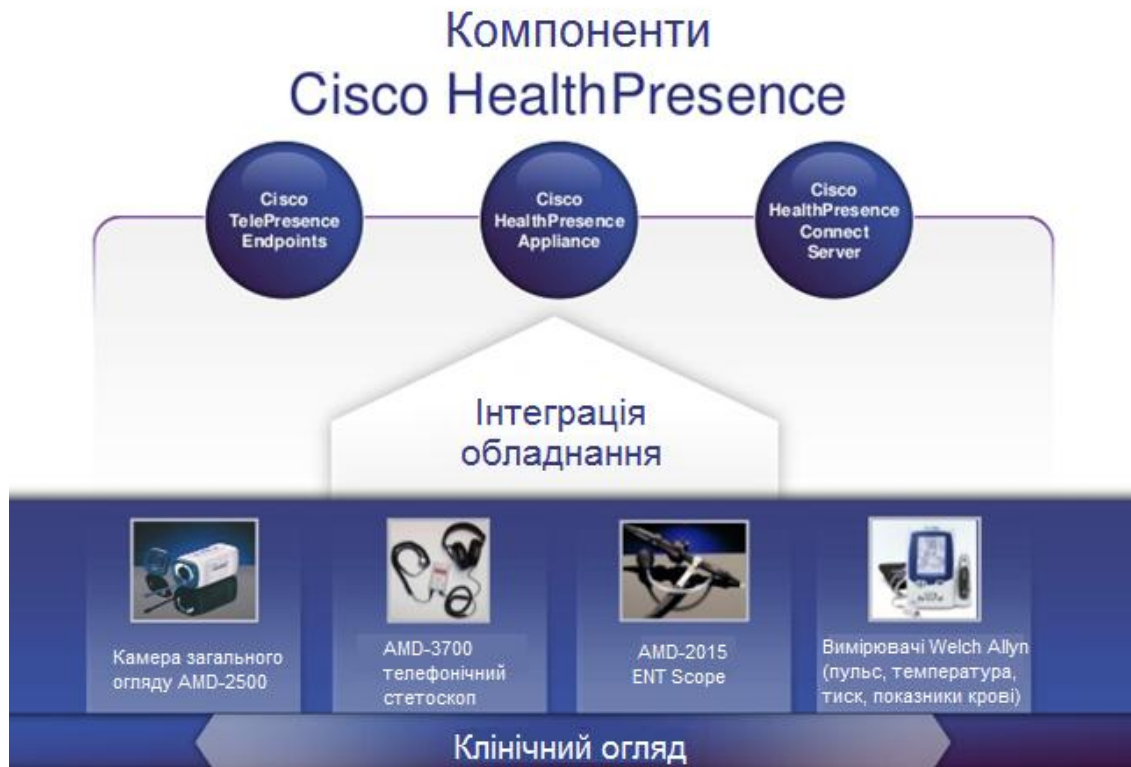 Компоненти
Cisco HealthPresence
Cisco
TelePresence
Endpoints
Cisco
HealthPresence
Appliance
Cisco
HealthPresence
Connect
Server
Інтеграція
обладнання
Камера загального
огляду AMD-2500
AMD-3700
телефонічний
стетоскоп
AMD-2015
ENT Scope
Вимірювачі Welch Allyn
(пульс, температура,
тиск, показники крові)
Клінічний огляд